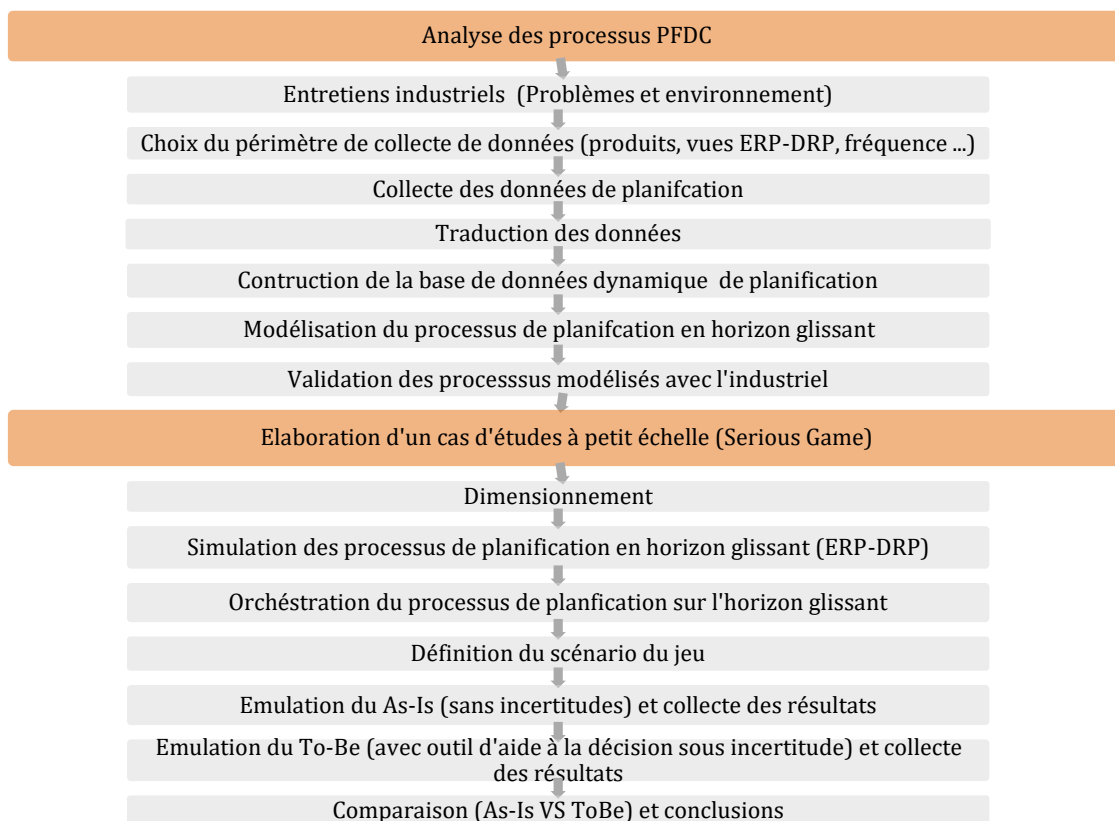 Analyse des processus PFDC
Entretiens industriels (Problèmes et environnement)
Choix du périmètre de collecte de données (produits, vues ERP-DRP, fréquence ...)
Collecte des données de planifcation
Traduction des données
Contruction de la base de données dynamique de planification
Modélisation du processus de planifcation en horizon glissant
Validation des processsus modélisés avec l'industriel
Elaboration d'un cas d'études à petit échelle (Serious Game)
Dimensionnement
Simulation des processus de planification en horizon glissant (ERP-DRP)
Orchéstration du processus de planfication sur l'horizon glissant
Définition du scénario du jeu
Emulation du As-Is (sans incertitudes) et collecte des résultats
Emulation du To-Be (avec outil d'aide à la décision sous incertitude) et collecte
des résultats
Comparaison (As-Is VS ToBe) et conclusions